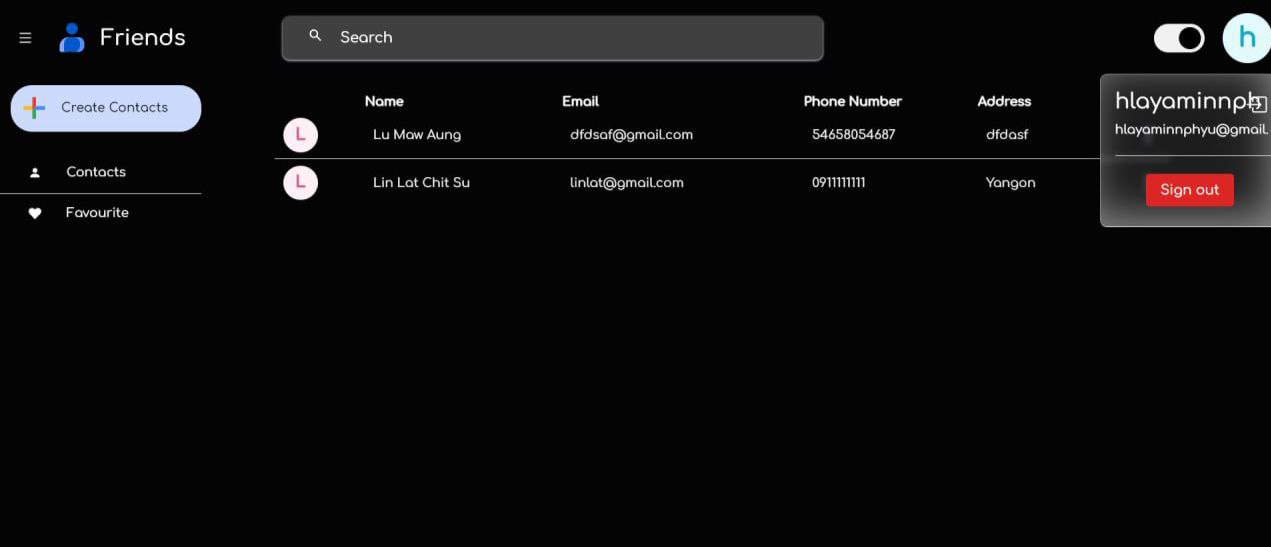 Friends
Search
h
Create Contacts
Contacts
Favourite
Name Email Phone Number Address
L Lu Maw Aung dfdsaf@gmail.com 54658054687 dfdasf
L Lin Lat Chit Su linlat@gmail.com 0911111111 Yangon
hlayaminnph
hlayaminnphyu@gmail.
Sign out